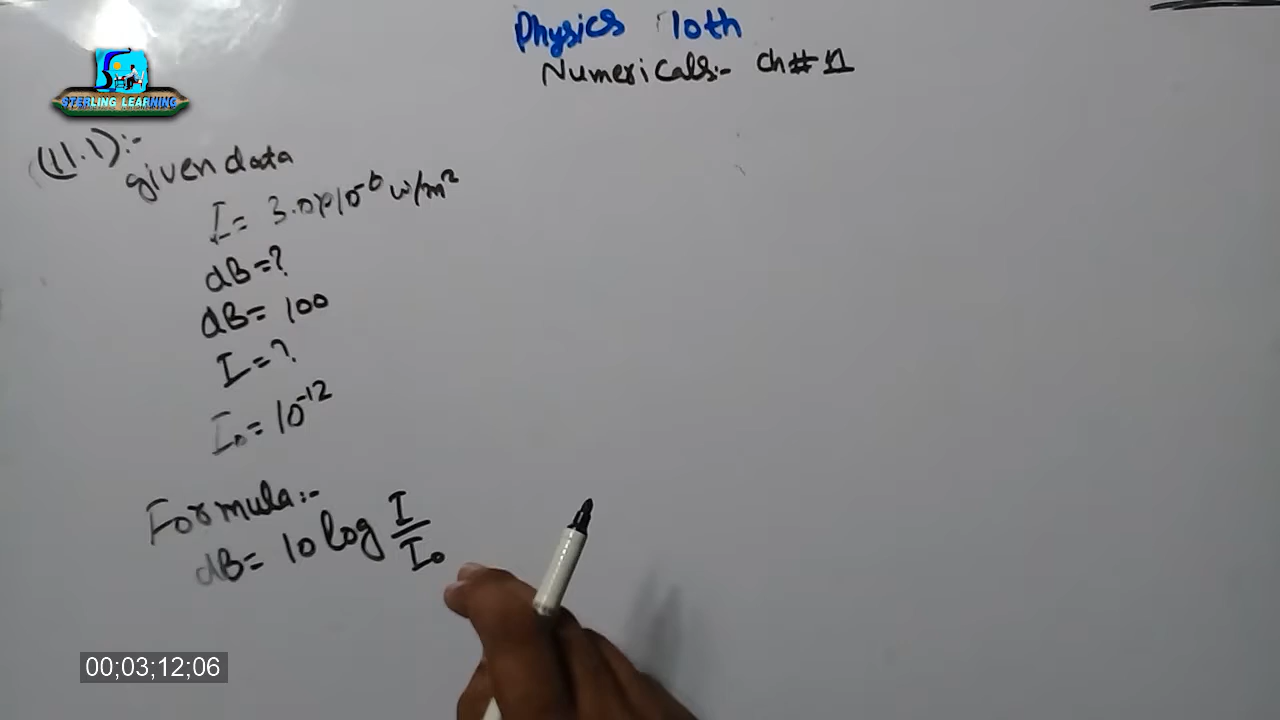 Physics 10th
Numericals:- Ch# 11
STERLING LEARNING
(11.1):-
given data
I = 3.0×10⁻⁶ w/m²
dB = ?
dB = 100
I = ?
I₀ = 10⁻¹²
Formula:-
dB = 10 log I/I₀
00;03;12;06